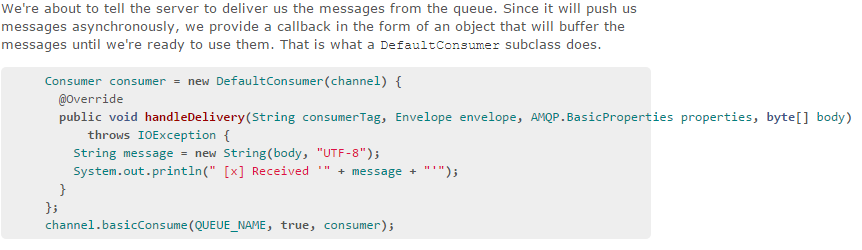 We're about to tell the server to deliver us the messages from the queue. Since it will push us
messages asynchronously, we provide a callback in the form of an object that will buffer the
messages until we're ready to use them. That is what a DefaultConsumer subclass does.
Consumer consumer = new DefaultConsumer(channel) {
  @Override
  public void handleDelivery(String consumerTag, Envelope envelope, AMQP.BasicProperties properties, byte[] body)
      throws IOException {
    String message = new String(body, "UTF-8");
    System.out.println(" [x] Received '" + message + "'");
  }
};
channel.basicConsume(QUEUE_NAME, true, consumer);